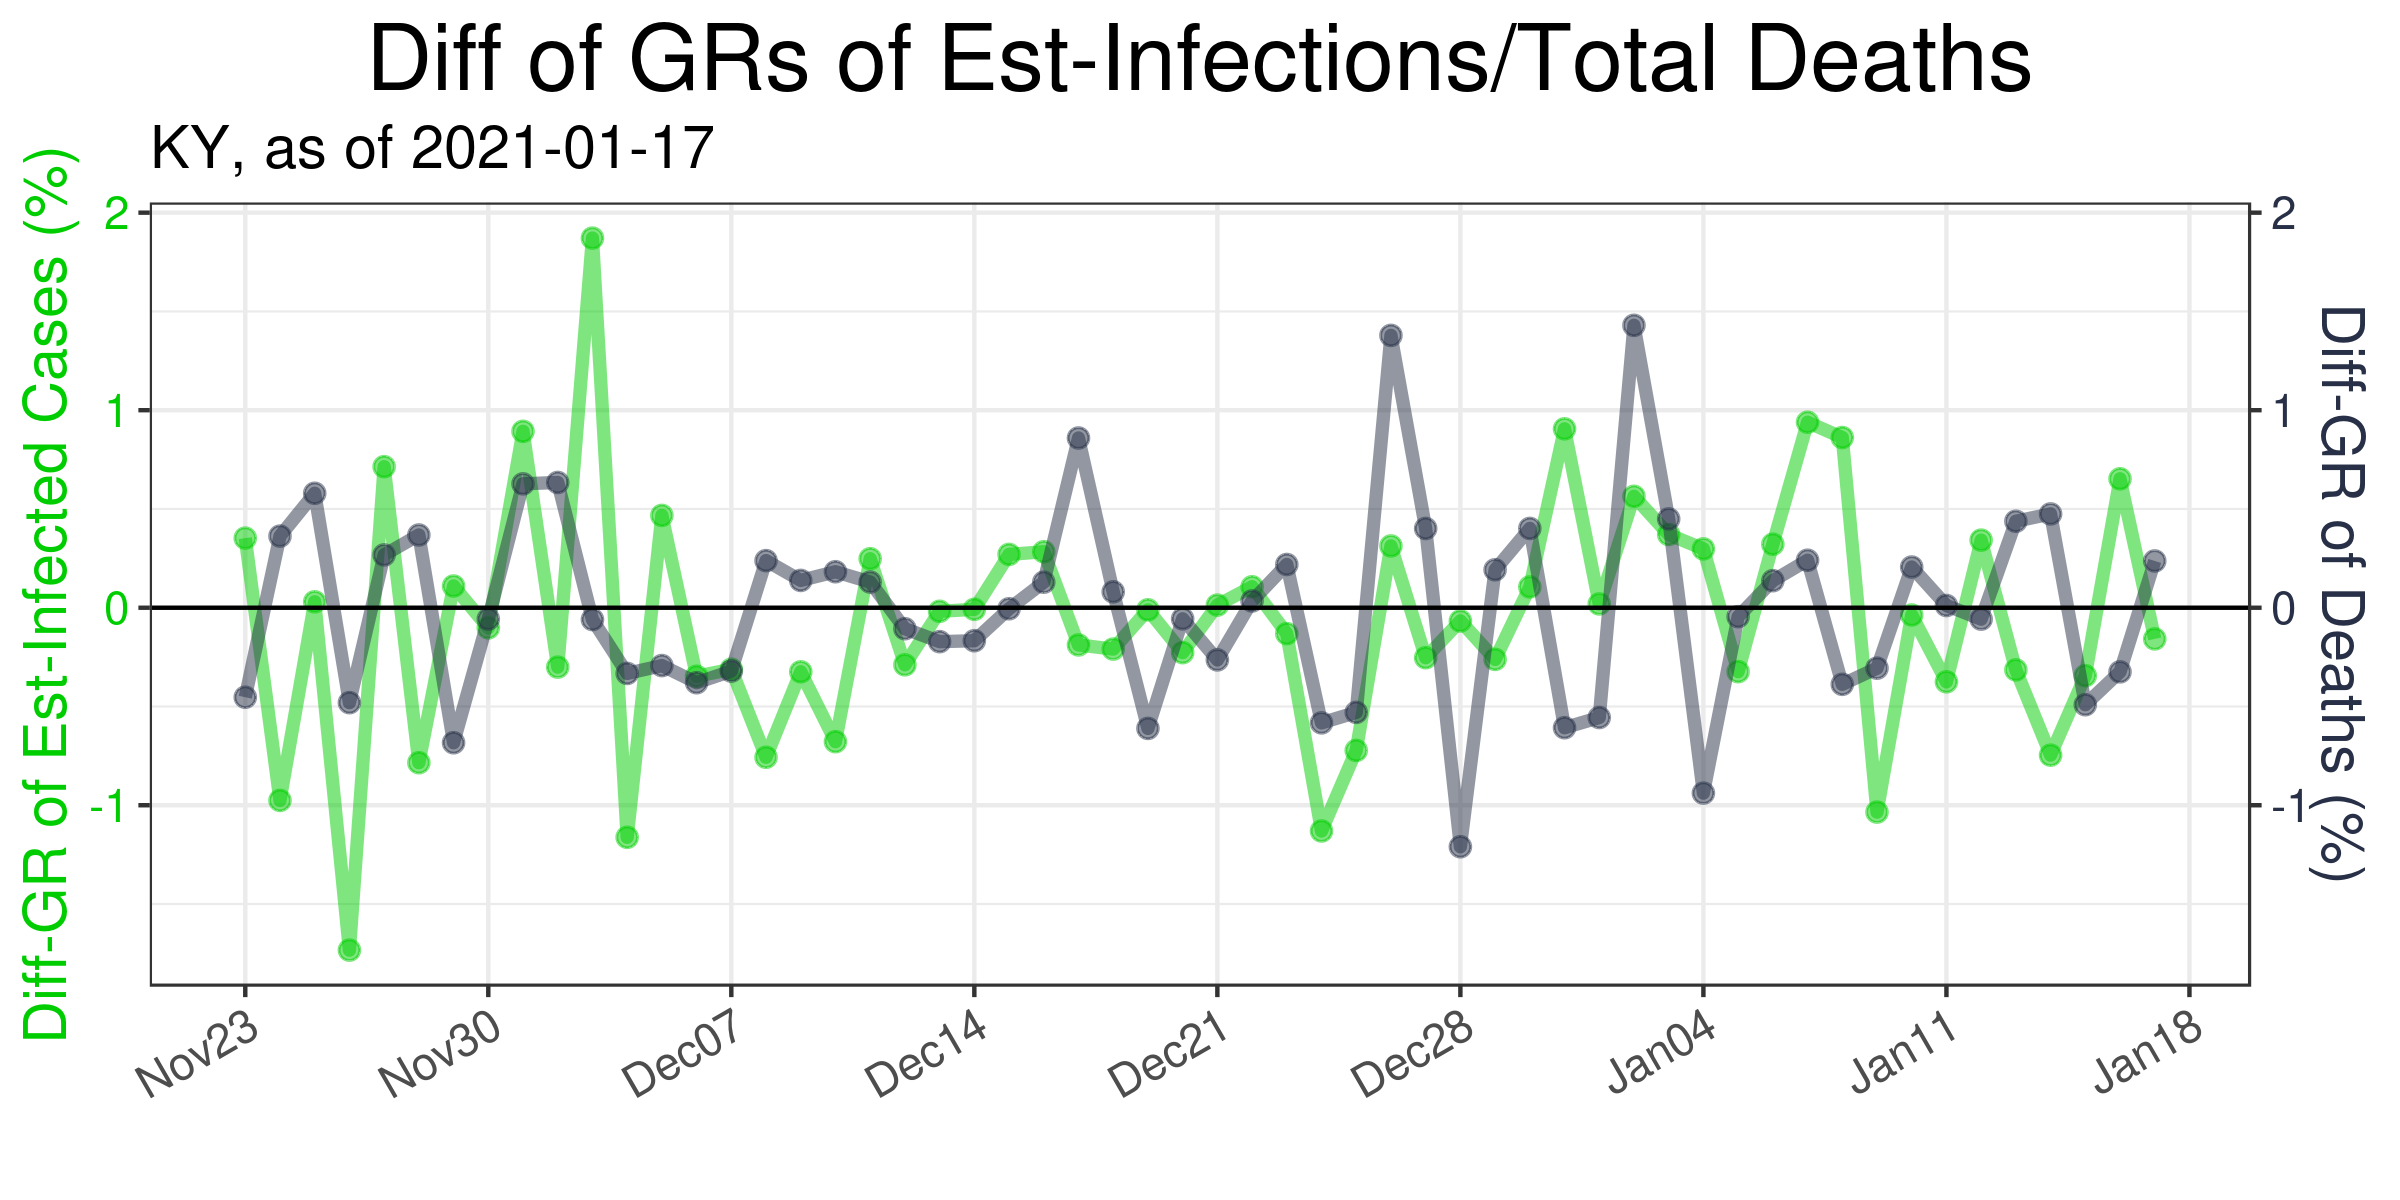 Diff of GRs of Est-Infections/Total Deaths
KY, as of 2021-01-17
Diff-GR of Est-Infected Cases (%)
2
1
0
-1
2
1
0
-1
Diff-GR of Deaths (%)
Nov23
Nov30
Dec07
Dec14
Dec21
Dec28
Jan04
Jan11
Jan18